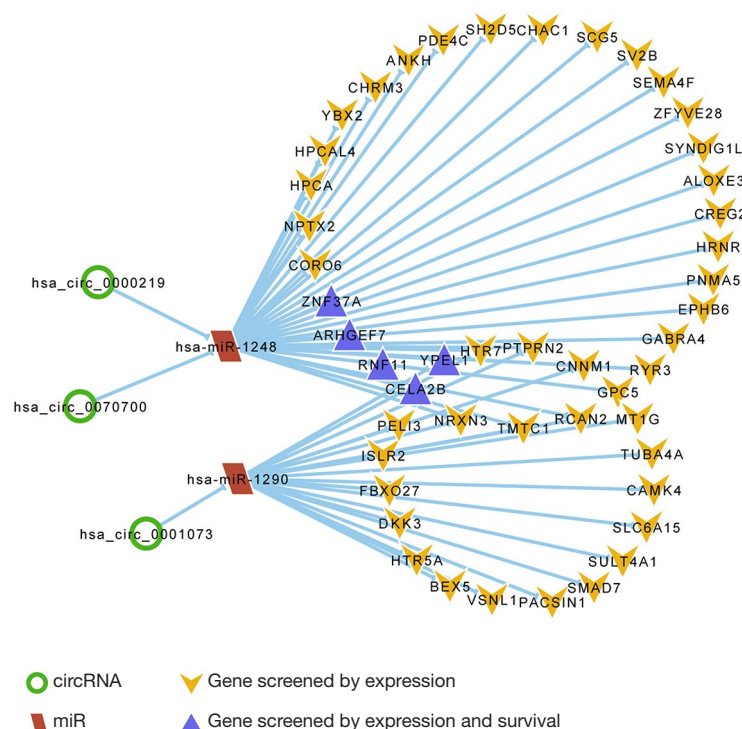 SH2D5
CHAC1
PDE4C
SCG5
ANKH
SV2B
CHRM3
SEMA4F
YBX2
ZFYVE28
HPCAL4
SYNDIG1L
HPCA
ALOXE3
NPTX2
CREG2
CORO6
HRNR
hsa_circ_0000219
PNMA5
ZNF37A
EPHB6
ARHGEF7
GABRA4
hsa-miR-1248
HTR7
PTPRN2
RNF11
YPEL1
CNNM1
RYR3
CELA2B
GPC5
hsa_circ_0070700
PELI3
NRXN3
TMTC1
RCAN2
MT1G
ISLR2
TUBA4A
hsa-miR-1290
FBXO27
CAMK4
DKK3
SLC6A15
hsa_circ_0001073
HTR5A
SULT4A1
BEX5
SMAD7
VSNL1
PACSIN1
circRNA
Gene screened by expression
miR
Gene screened by expression and survival